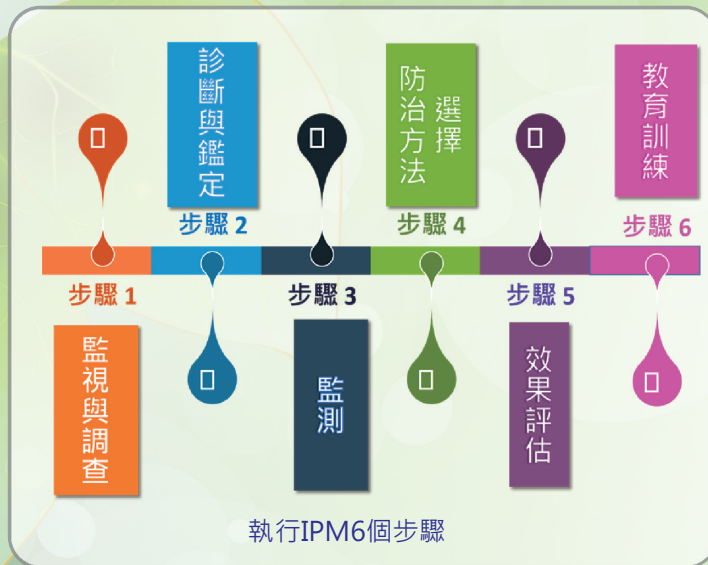 步驟 1
監視與調查
診斷與鑑定
步驟 2
步驟 3
監測
選擇
防治方法
步驟 4
步驟 5
效果評估
教育訓練
步驟 6
執行IPM6個步驟